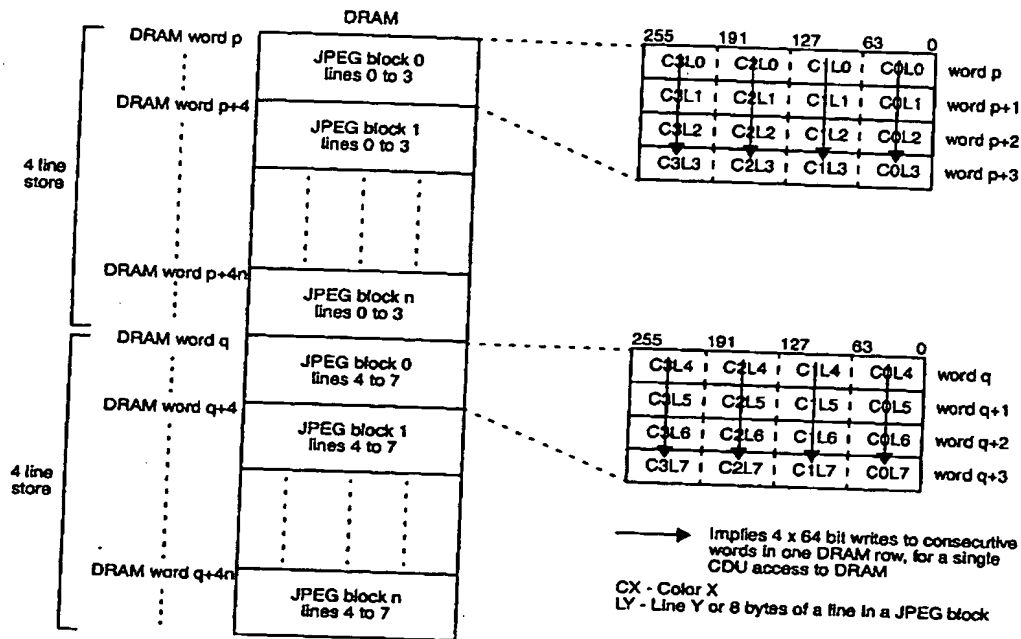 DRAM
DRAM word p
JPEG block 0
lines 0 to 3
DRAM word p+4
JPEG block 1
lines 0 to 3
4 line
store
DRAM word p+4n
JPEG block n
lines 0 to 3
DRAM word q
JPEG block 0
lines 4 to 7
DRAM word q+4
JPEG block 1
lines 4 to 7
4 line
store
DRAM word q+4n
JPEG block n
lines 4 to 7
255 191 127 63 0
C3L0 C2L0 C1L0 C0L0 word p
C3L1 C2L1 C1L1 C0L1 word p+1
C3L2 C2L2 C1L2 C0L2 word p+2
C3L3 C2L3 C1L3 C0L3 word p+3
255 191 127 63 0
C3L4 C2L4 C1L4 C0L4 word q
C3L5 C2L5 C1L5 C0L5 word q+1
C3L6 C2L6 C1L6 C0L6 word q+2
C3L7 C2L7 C1L7 C0L7 word q+3
Implies 4 x 64 bit writes to consecutive
words in one DRAM row, for a single
CDU access to DRAM
CX - Color X
LY - Line Y or 8 bytes of a line in a JPEG block